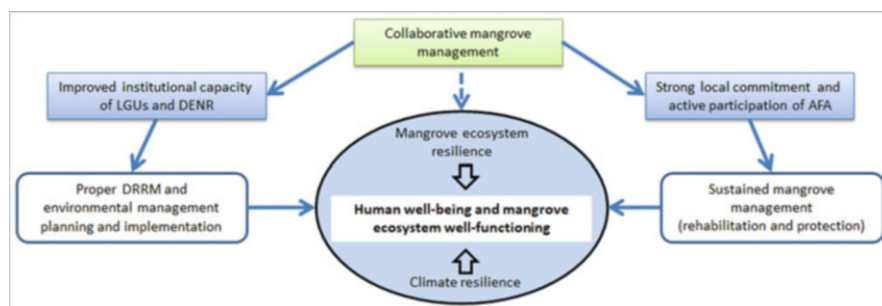 Collaborative mangrove
management
Improved institutional capacity
of LGUs and DENR
Strong local commitment and
active participation of AFA
Mangrove ecosystem
resilience
Proper DRRM and
environmental management
planning and implementation
Human well-being and mangrove
ecosystem well-functioning
Sustained mangrove
management
(rehabilitation and protection)
Climate resilience